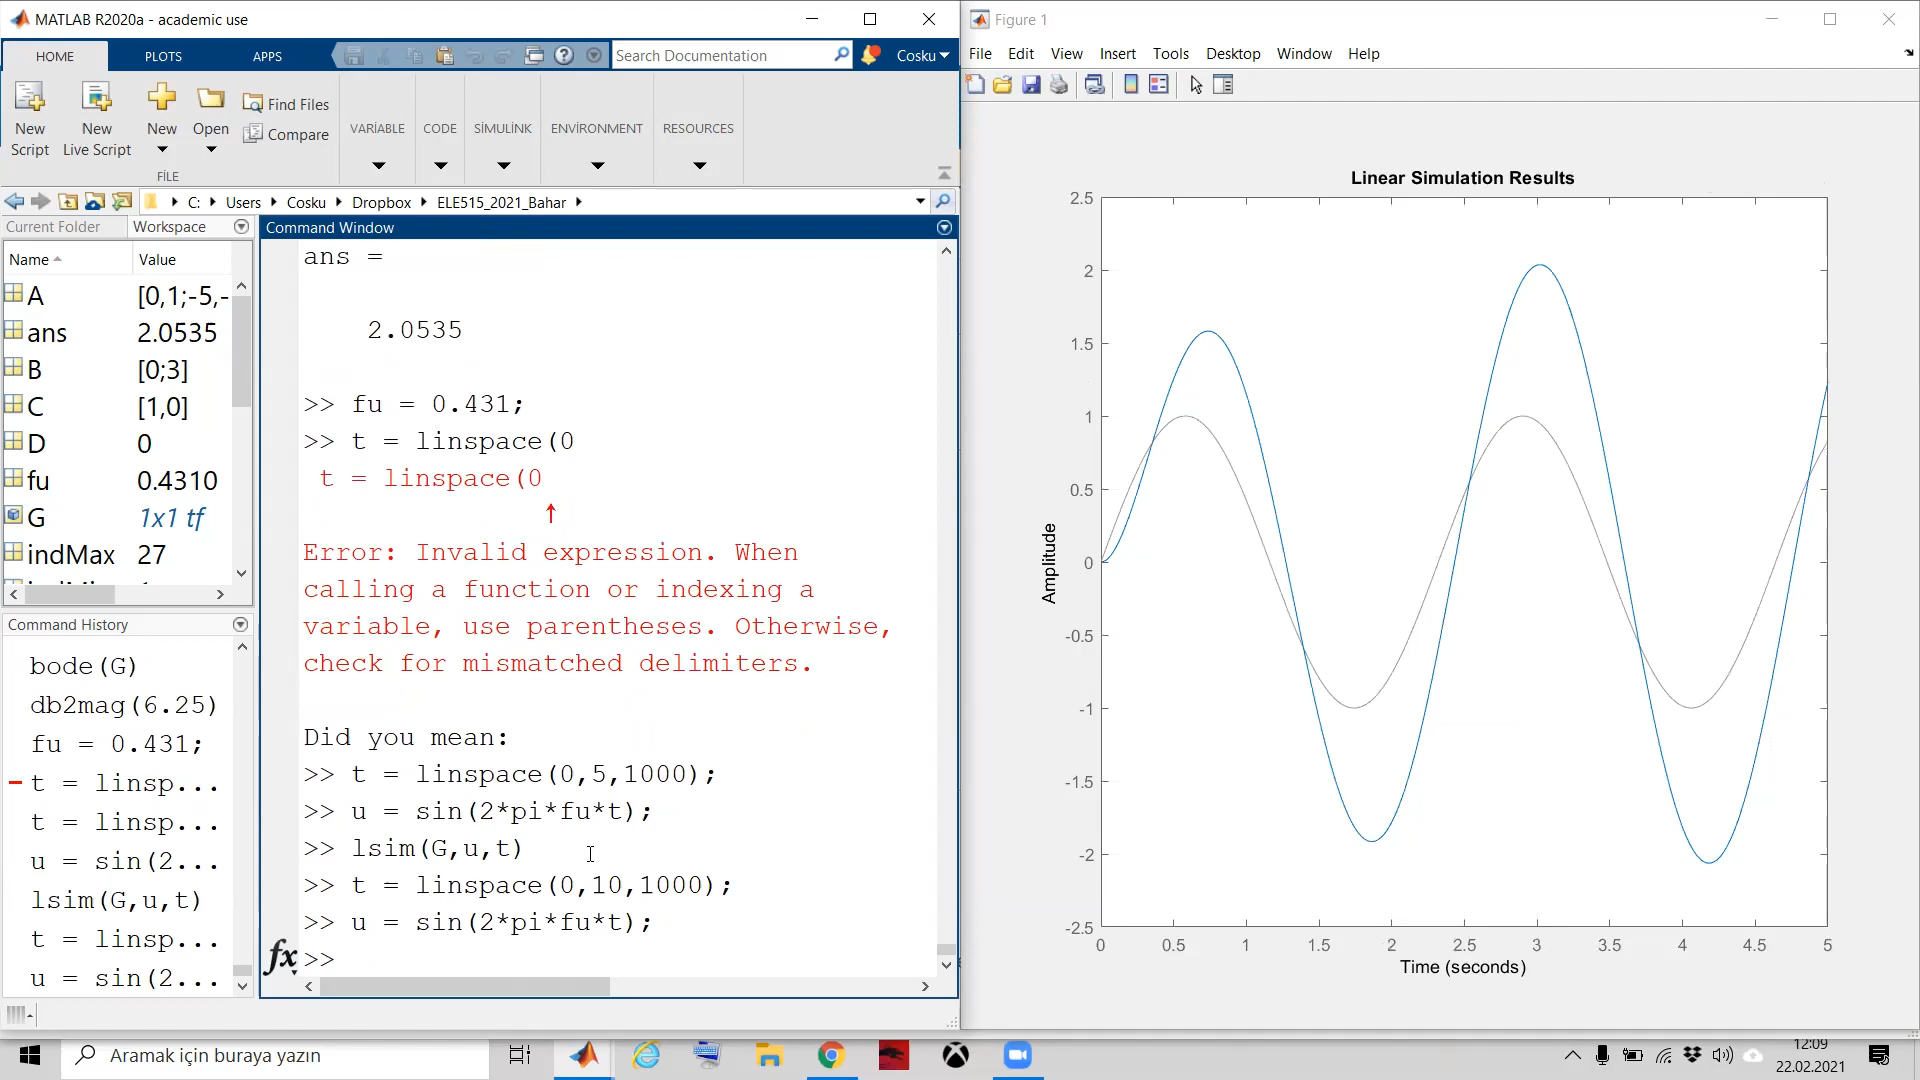 MATLAB R2020a - academic use
HOME PLOTS APPS
Search Documentation
Cosku
New Script
New Live Script
New
Open
Find Files
Compare
VARIABLE
CODE
SİMULİNK
ENVİRONMENT
RESOURCES
FİLE
C: Users Cosku Dropbox ELE515_2021_Bahar
Current Folder Workspace
Name Value
A [0,1;-5,-
ans 2.0535
B [0;3]
C [1,0]
D 0
fu 0.4310
G 1x1 tf
indMax 27
Command History
bode(G)
db2mag(6.25)
fu = 0.431;
t = linsp...
t = linsp...
u = sin(2...
lsim(G,u,t)
t = linsp...
u = sin(2...
Command Window
ans =
2.0535
>> fu = 0.431;
>> t = linspace(0
t = linspace(0
↑
Error: Invalid expression. When
calling a function or indexing a
variable, use parentheses. Otherwise,
check for mismatched delimiters.
Did you mean:
>> t = linspace(0,5,1000);
>> u = sin(2*pi*fu*t);
>> lsim(G,u,t)
>> t = linspace(0,10,1000);
>> u = sin(2*pi*fu*t);
fx >>
Figure 1
File Edit View Insert Tools Desktop Window Help
Linear Simulation Results
2.5
2
1.5
1
0.5
0
-0.5
-1
-1.5
-2
-2.5
Amplitude
0 0.5 1 1.5 2 2.5 3 3.5 4 4.5 5
Time (seconds)
Aramak için buraya yazın
12:09
22.02.2021